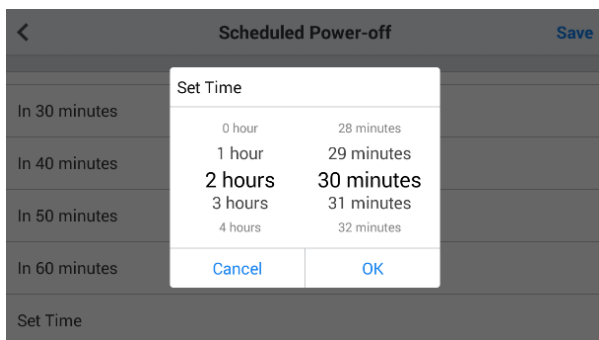 Scheduled Power-off Save
Set Time
In 30 minutes
0 hour 28 minutes
1 hour 29 minutes
In 40 minutes
2 hours 30 minutes
3 hours 31 minutes
In 50 minutes
4 hours 32 minutes
In 60 minutes
Cancel OK
Set Time